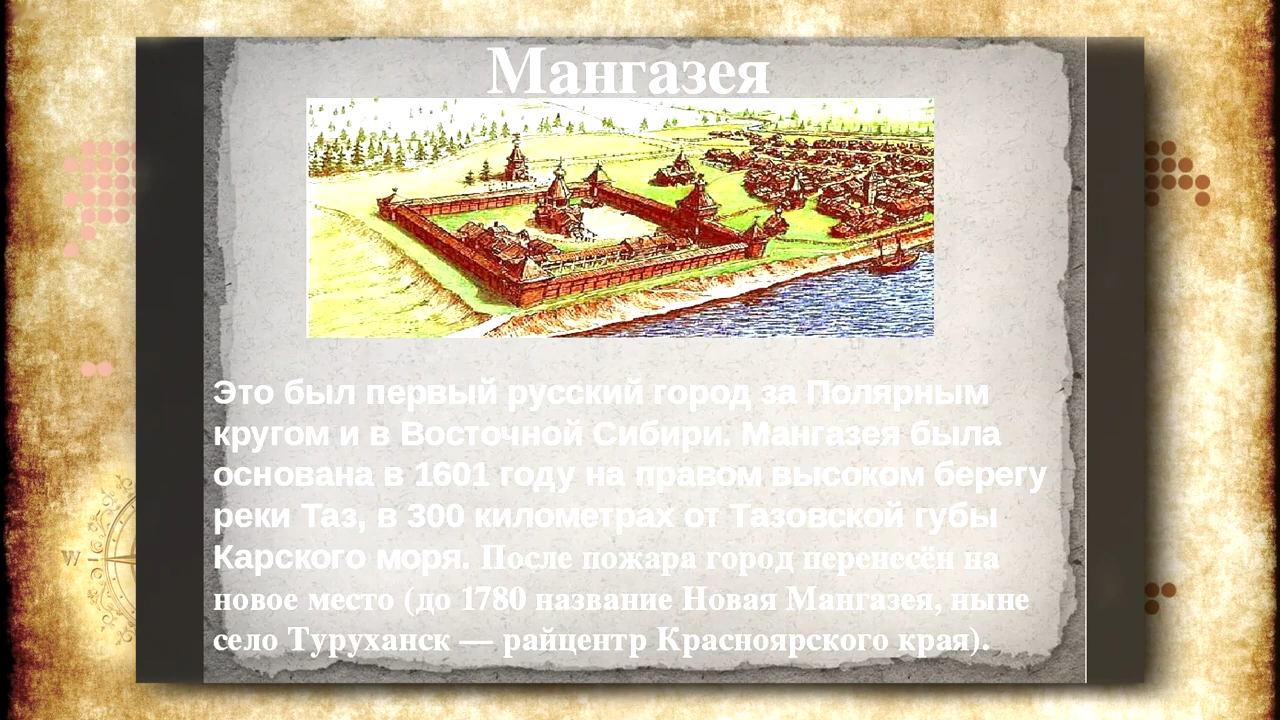 Мангазея
Это был первый русский город за Полярным
кругом и в Восточной Сибири. Мангазея была
основана в 1601 году на правом высоком берегу
реки Таз, в 300 километрах от Тазовской губы
Карского моря. После пожара город перенесён на
новое место (до 1780 название Новая Мангазея, ныне
село Туруханск — райцентр Красноярского края).
W